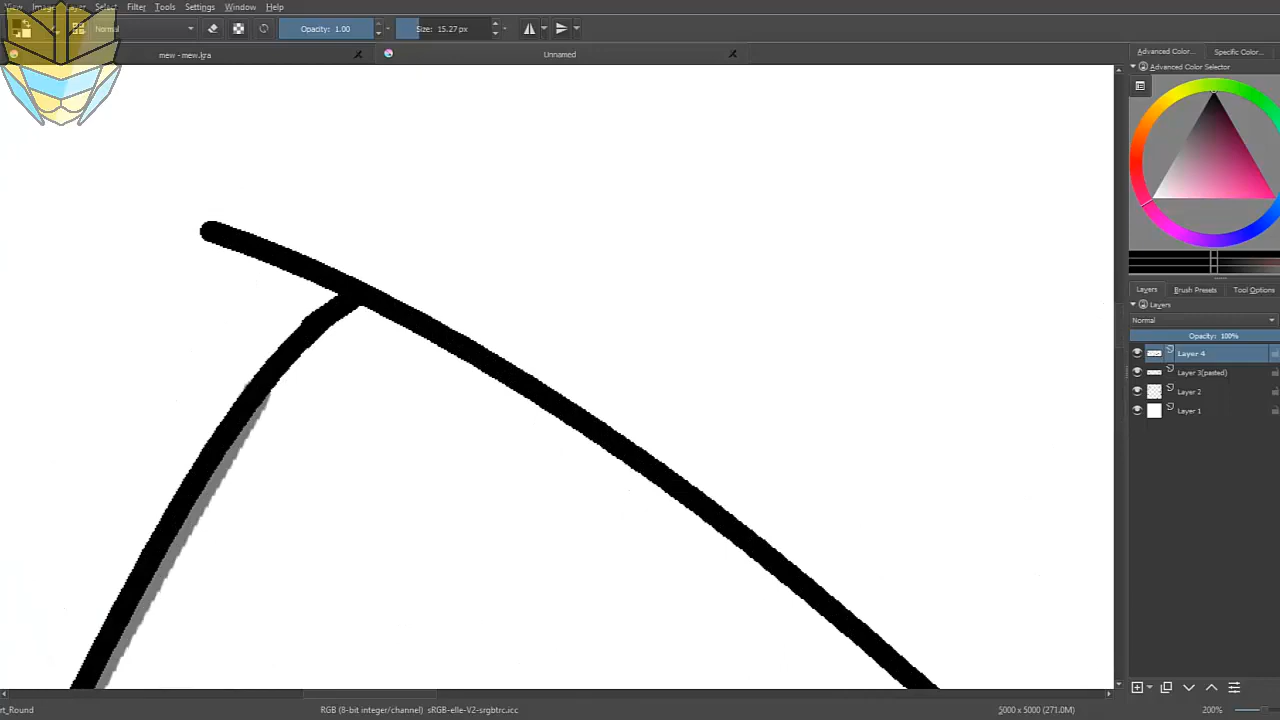 View Image Layer Select Filter Tools Settings Window Help
Normal Opacity: 1.00 Size: 15.27 px
mew - mew.kra Unnamed
Advanced Color... Specific Color...
Advanced Color Selector
Layers Brush Presets Tool Options
Layers
Normal
Opacity: 100%
Layer 4
Layer 3(pasted)
Layer 2
Layer 1
rt_Round RGB (8-bit integer/channel) sRGB-elle-V2-srgbtrc.icc 5000 x 5000 (271.0M) 200%